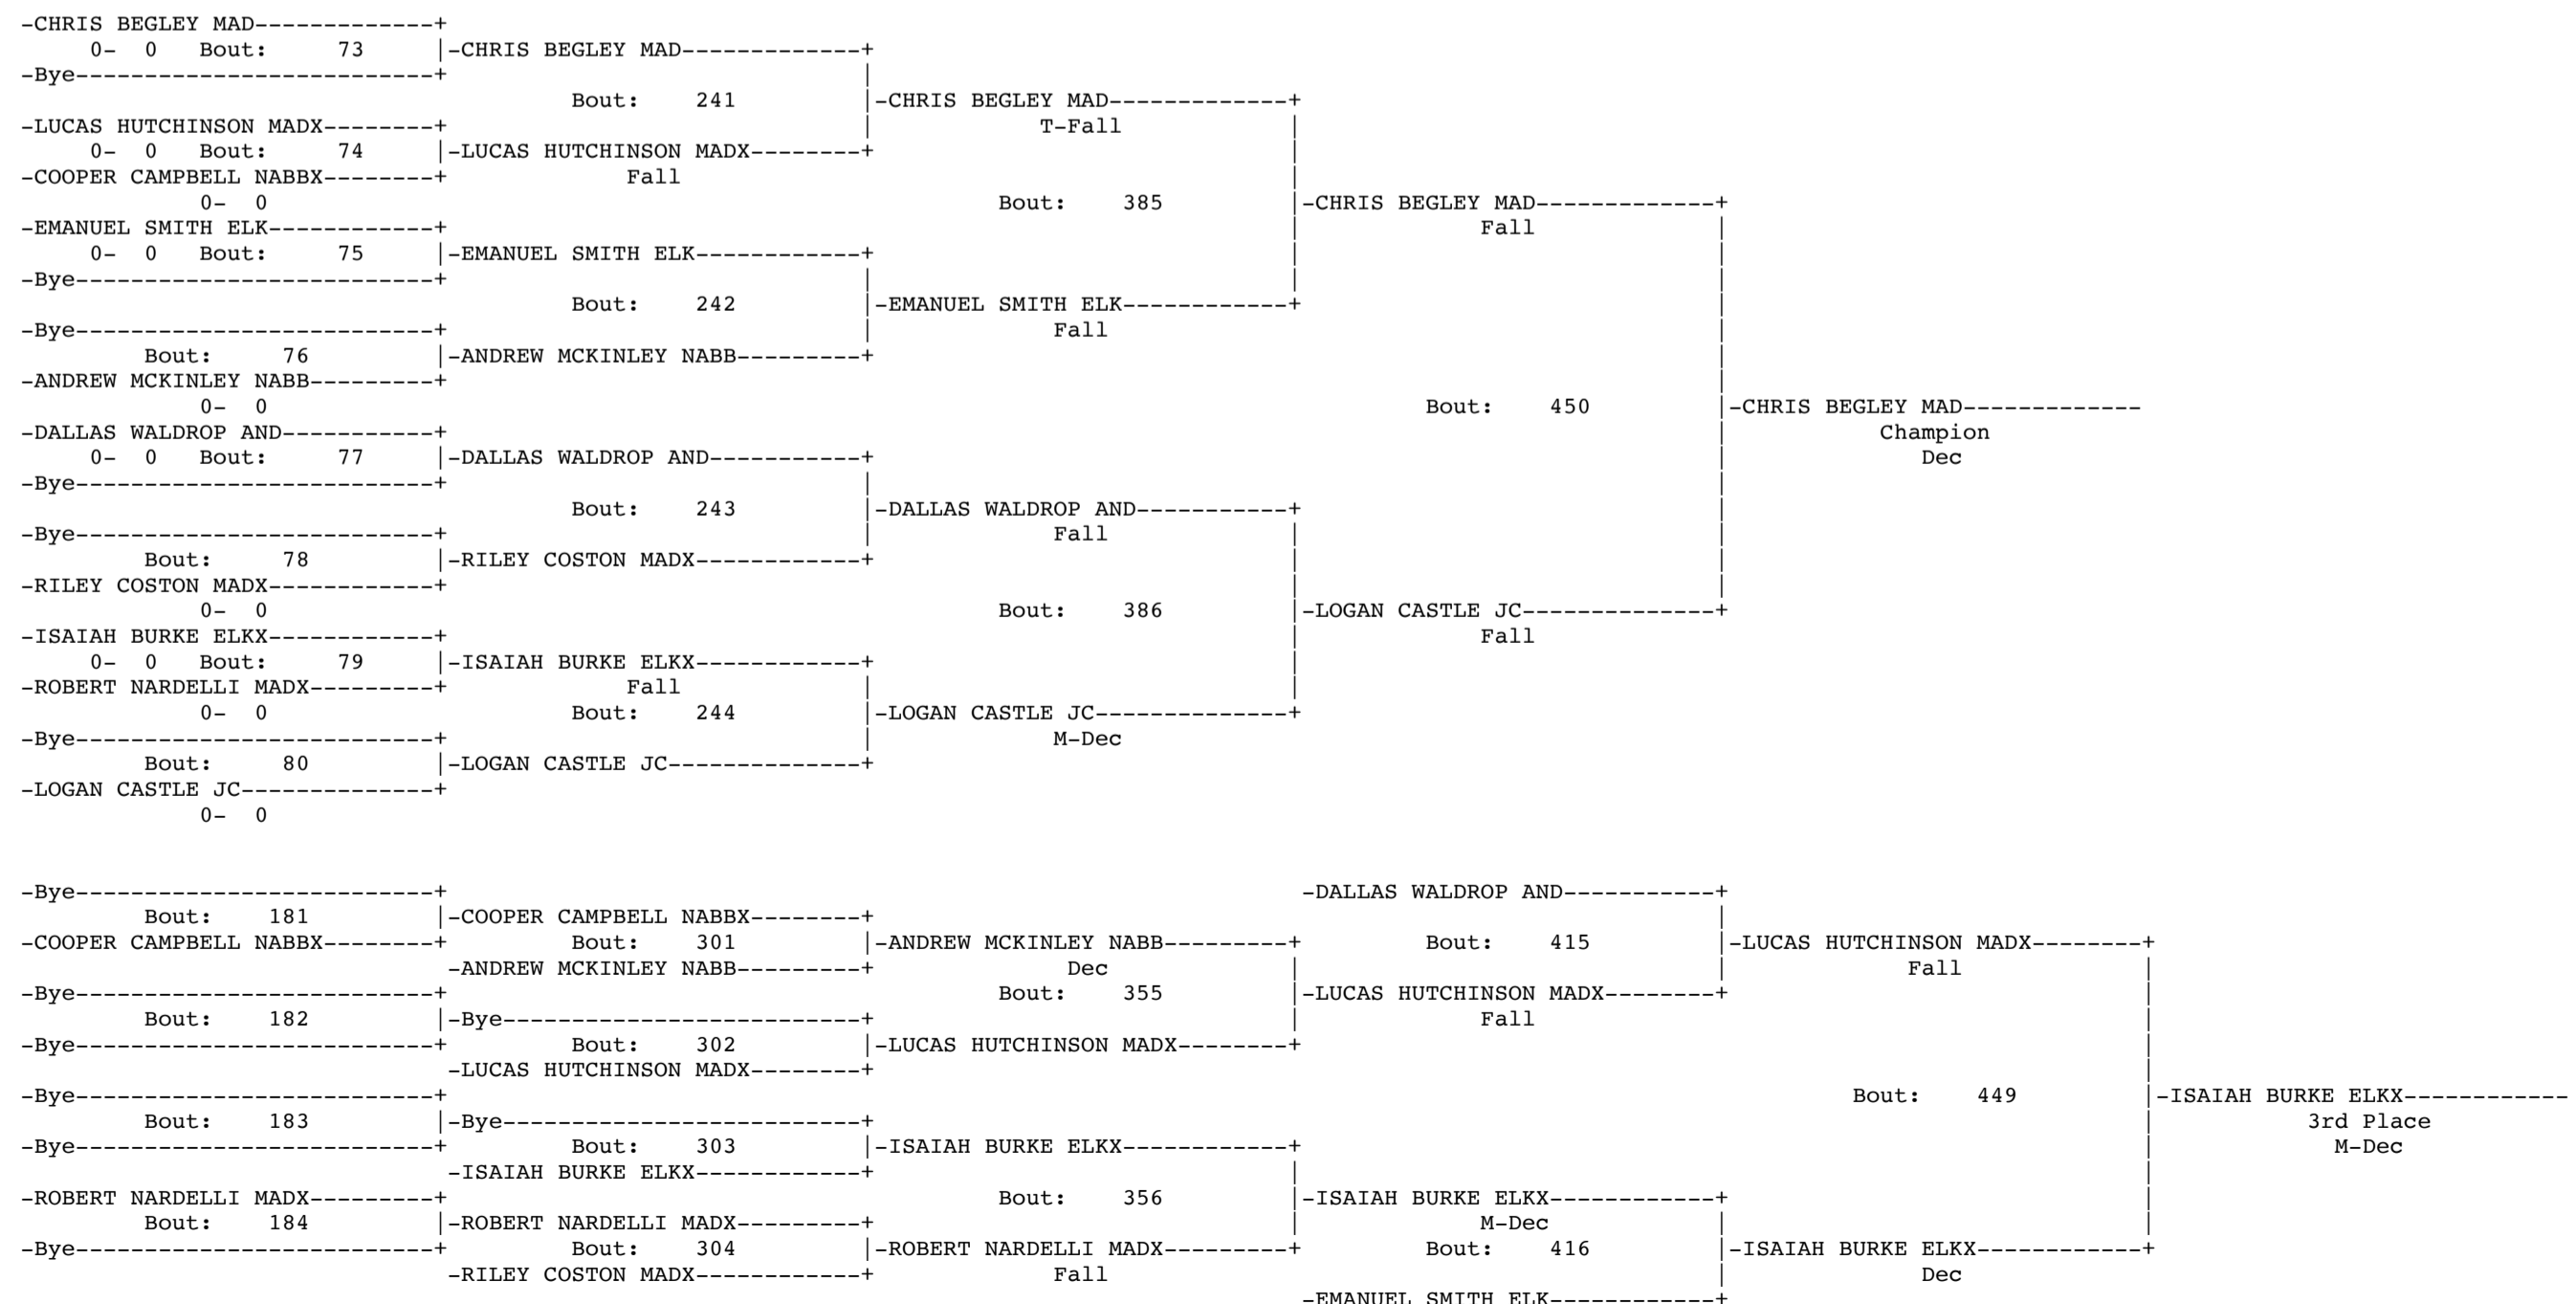 -CHRIS BEGLEY MAD-------------+
0-  0  Bout:  73  |-CHRIS BEGLEY MAD-------------+
-Bye--------------------------+  |
Bout:  241  |-CHRIS BEGLEY MAD-------------+
-LUCAS HUTCHINSON MADX--------+  |  T-Fall  |
0-  0  Bout:  74  |-LUCAS HUTCHINSON MADX--------+  |
-COOPER CAMPBELL NABBX--------+  Fall  |
0-  0  Bout:  385  |-CHRIS BEGLEY MAD-------------+
-EMANUEL SMITH ELK------------+  |  Fall  |
0-  0  Bout:  75  |-EMANUEL SMITH ELK------------+  |  |
-Bye--------------------------+  |  |  |
Bout:  242  |-EMANUEL SMITH ELK------------+  |
-Bye--------------------------+  |  Fall  |
Bout:  76  |-ANDREW MCKINLEY NABB---------+  |
-ANDREW MCKINLEY NABB---------+  |
0-  0  Bout:  450  |-CHRIS BEGLEY MAD-------------
-DALLAS WALDROP AND-----------+  |  Champion
0-  0  Bout:  77  |-DALLAS WALDROP AND-----------+  |  Dec
-Bye--------------------------+  |  |
Bout:  243  |-DALLAS WALDROP AND-----------+  |
-Bye--------------------------+  |  Fall  |  |
Bout:  78  |-RILEY COSTON MADX------------+  |  |
-RILEY COSTON MADX------------+  |  |
0-  0  Bout:  386  |-LOGAN CASTLE JC--------------+
-ISAIAH BURKE ELKX------------+  |  Fall
0-  0  Bout:  79  |-ISAIAH BURKE ELKX------------+  |
-ROBERT NARDELLI MADX---------+  Fall  |  |
0-  0  Bout:  244  |-LOGAN CASTLE JC--------------+
-Bye--------------------------+  |  M-Dec
Bout:  80  |-LOGAN CASTLE JC--------------+
-LOGAN CASTLE JC--------------+
0-  0
-Bye--------------------------+  -DALLAS WALDROP AND-----------+
Bout:  181  |-COOPER CAMPBELL NABBX--------+  |
-COOPER CAMPBELL NABBX--------+  Bout:  301  |-ANDREW MCKINLEY NABB---------+  Bout:  415  |-LUCAS HUTCHINSON MADX--------+
-ANDREW MCKINLEY NABB---------+  Dec  |  |  Fall  |
-Bye--------------------------+  Bout:  355  |-LUCAS HUTCHINSON MADX--------+  |
Bout:  182  |-Bye--------------------------+  |  Fall  |
-Bye--------------------------+  Bout:  302  |-LUCAS HUTCHINSON MADX--------+  |
-LUCAS HUTCHINSON MADX--------+  |
-Bye--------------------------+  Bout:  449  |-ISAIAH BURKE ELKX------------
Bout:  183  |-Bye--------------------------+  |  3rd Place
-Bye--------------------------+  Bout:  303  |-ISAIAH BURKE ELKX------------+  |  M-Dec
-ISAIAH BURKE ELKX------------+  |  |
-ROBERT NARDELLI MADX---------+  Bout:  356  |-ISAIAH BURKE ELKX------------+  |
Bout:  184  |-ROBERT NARDELLI MADX---------+  |  M-Dec  |  |
-Bye--------------------------+  Bout:  304  |-ROBERT NARDELLI MADX---------+  Bout:  416  |-ISAIAH BURKE ELKX------------+
-RILEY COSTON MADX------------+  Fall  |  Dec
-EMANUEL SMITH ELK------------+